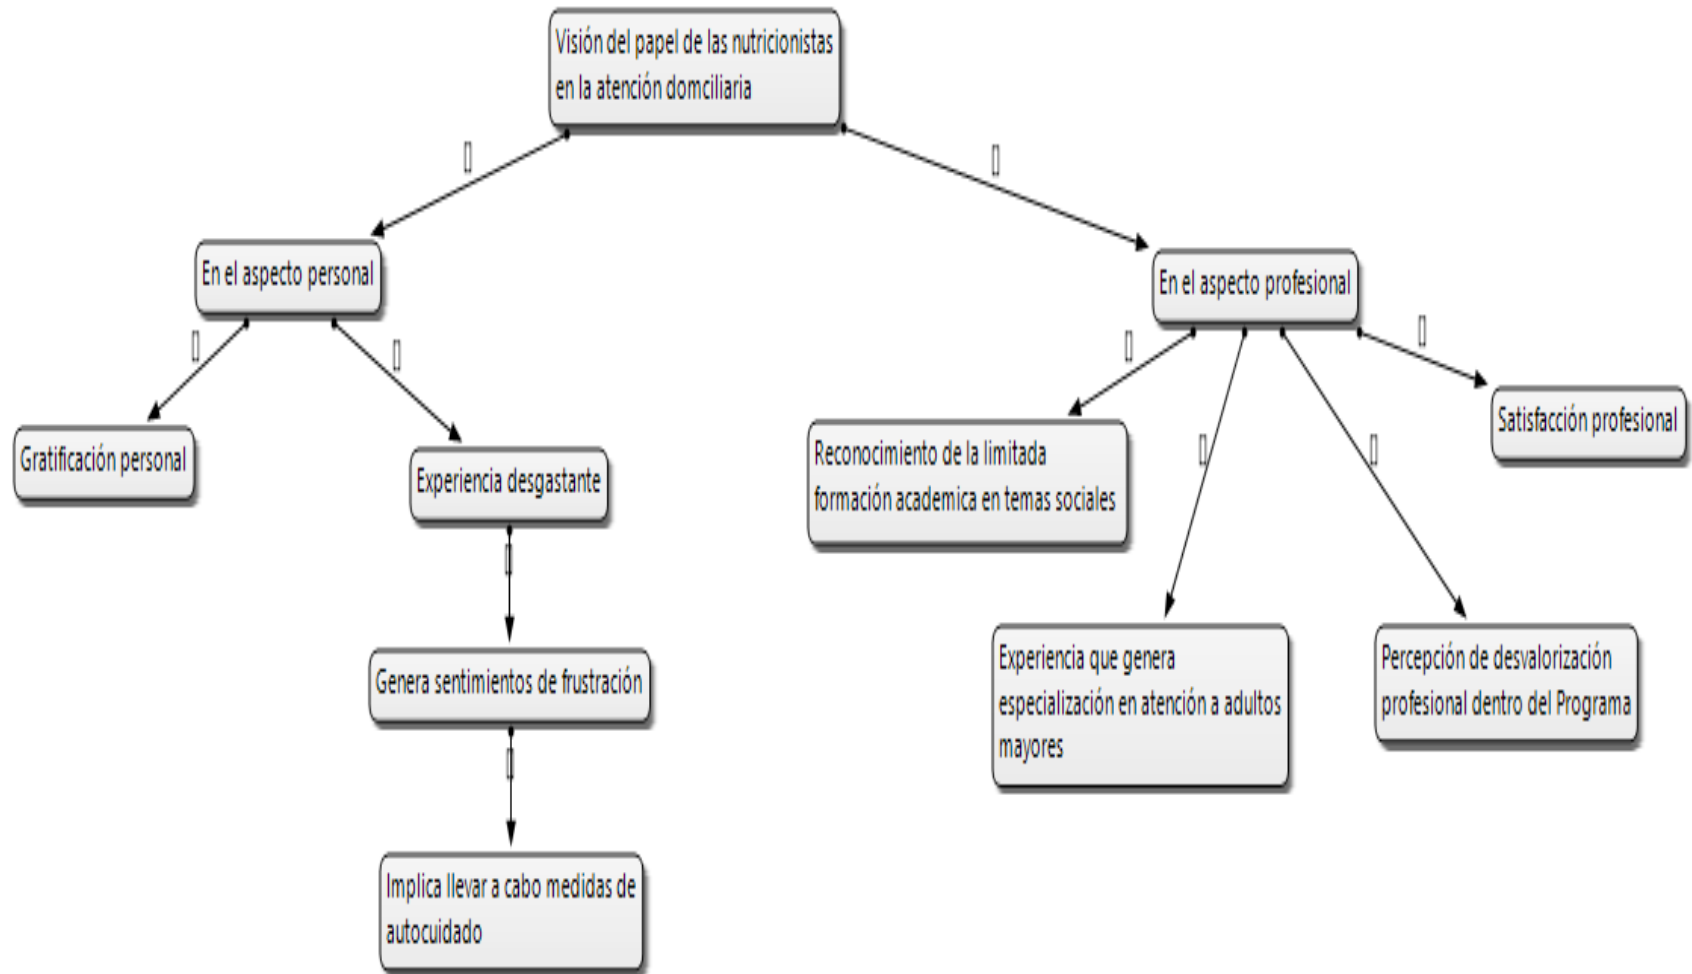 Visión del papel de las nutricionistas
en la atención domciliaria
En el aspecto personal
En el aspecto profesional
Gratificación personal
Experiencia desgastante
Genera sentimientos de frustración
Implica llevar a cabo medidas de
autocuidado
Reconocimiento de la limitada
formación academica en temas sociales
Experiencia que genera
especialización en atención a adultos
mayores
Percepción de desvalorización
profesional dentro del Programa
Satisfacción profesional